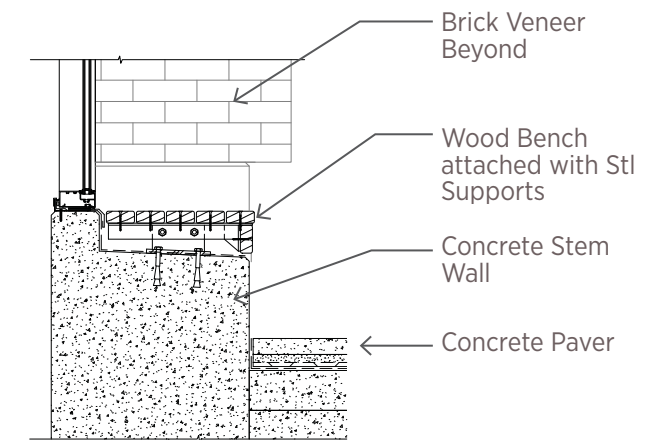 Brick Veneer
Beyond
Wood Bench
attached with Stl
Supports
Concrete Stem
Wall
Concrete Paver